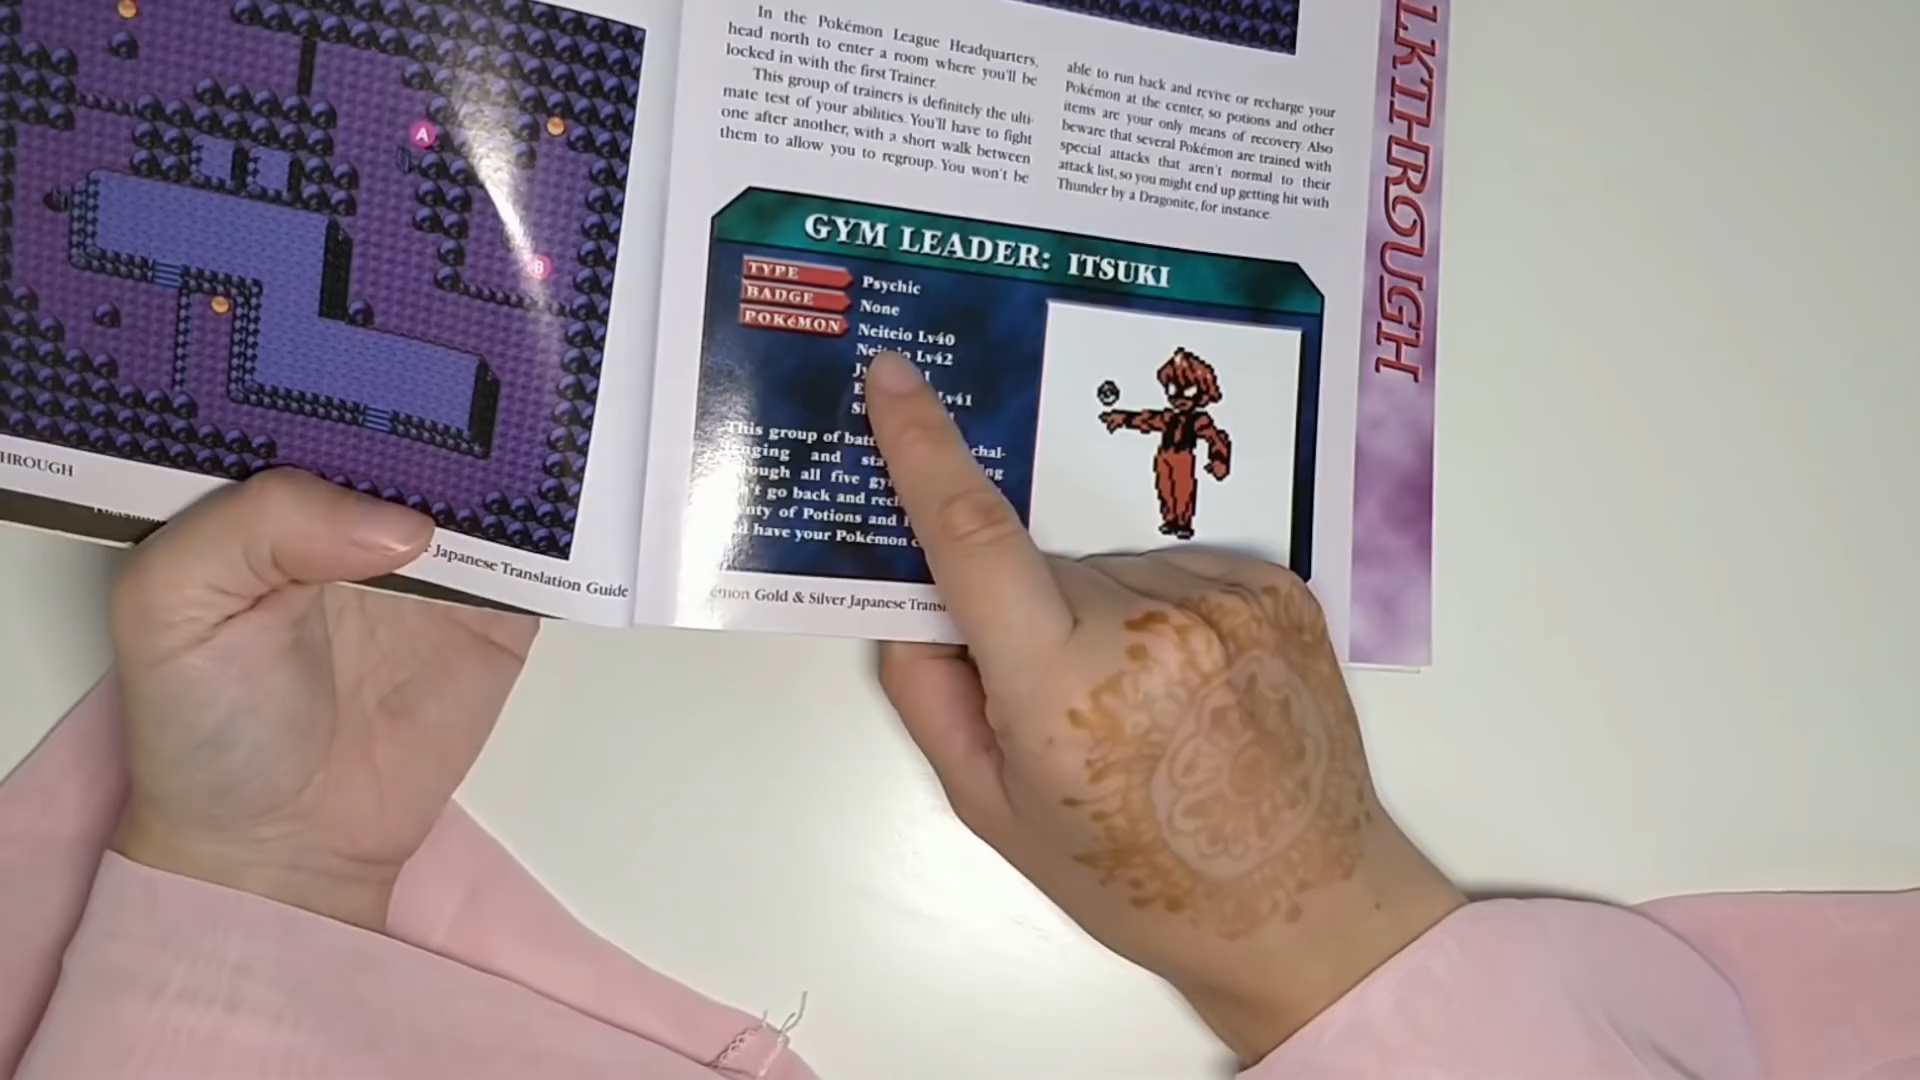 A
B
HROUGH
Japanese Translation Guide
In the Pokémon League Headquarters,
head north to enter a room where you'll be
locked in with the first Trainer.
This group of trainers is definitely the ulti-
mate test of your abilities. You'll have to fight
one after another, with a short walk between
them to allow you to regroup. You won't be
able to run back and revive or recharge your
Pokémon at the center, so potions and other
items are your only means of recovery. Also
beware that several Pokémon are trained with
special attacks that aren't normal to their
attack list, so you might end up getting hit with
Thunder by a Dragonite, for instance.
GYM LEADER: ITSUKI
TYPE Psychic
BADGE None
POKéMON Neiteio Lv40
Lv42
Lv41
This group of chal-
and
all five
go back and
of Potions and
have your Pokémon
Gold & Silver Japanese
LKTHROUGH